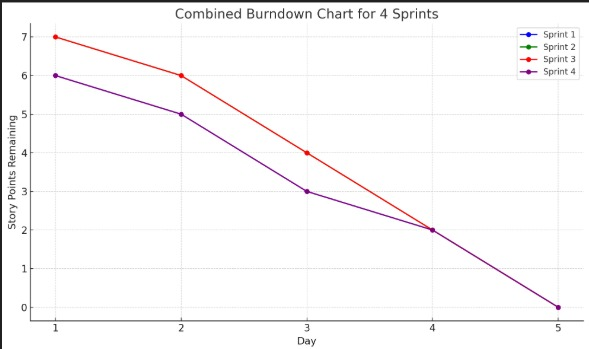 Combined Burndown Chart for 4 Sprints
Sprint 1
Sprint 2
Sprint 3
Sprint 4
Story Points Remaining
7
6
5
4
3
2
1
0
1 2 3 4 5
Day